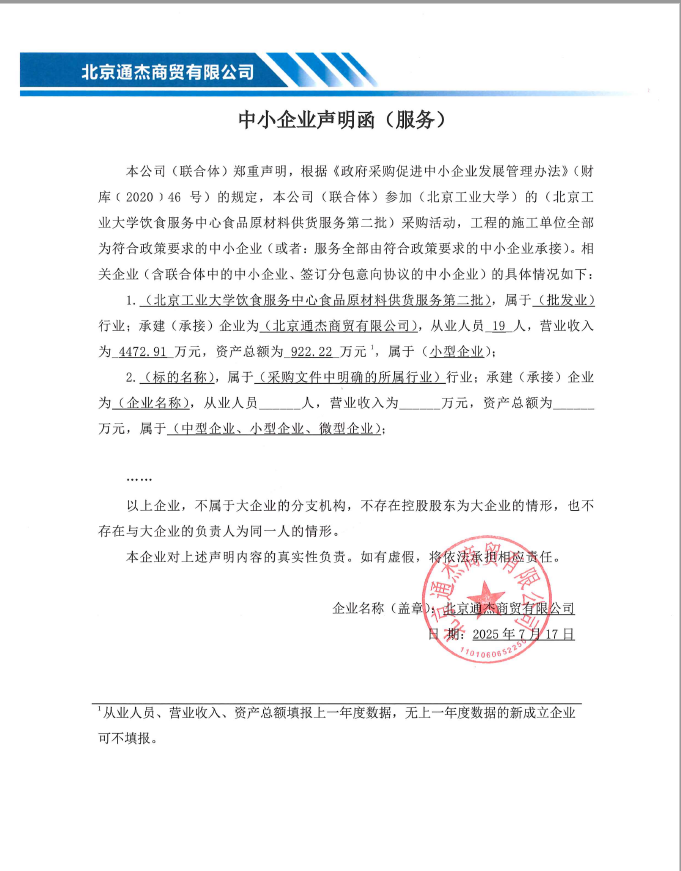 北京通杰商贸有限公司
中小企业声明函（服务）
本公司（联合体）郑重声明，根据《政府采购促进中小企业发展管理办法》（财
库﹝2020﹞46 号）的规定，本公司（联合体）参加（北京工业大学）的（北京工
业大学饮食服务中心食品原材料供货服务第二批）采购活动，工程的施工单位全部
为符合政策要求的中小企业（或者：服务全部由符合政策要求的中小企业承接）。相
关企业（含联合体中的中小企业、签订分包意向协议的中小企业）的具体情况如下：
1. （北京工业大学饮食服务中心食品原材料供货服务第二批），属于（批发业）
行业；承建（承接）企业为（北京通杰商贸有限公司），从业人员 19 人，营业收入
为 4472.91 万元，资产总额为 922.22 万元¹，属于（小型企业）；
2. （标的名称），属于（采购文件中明确的所属行业）行业；承建（承接）企业
为（企业名称），从业人员______人，营业收入为______万元，资产总额为______
万元，属于（中型企业、小型企业、微型企业）；
……
以上企业，不属于大企业的分支机构，不存在控股股东为大企业的情形，也不
存在与大企业的负责人为同一人的情形。
本企业对上述声明内容的真实性负责。如有虚假，将依法承担相应责任。
企业名称（盖章）：北京通杰商贸有限公司
日 期：2025 年 7 月 17 日
北京通杰商贸有限公司
1101060652250
¹从业人员、营业收入、资产总额填报上一年度数据，无上一年度数据的新成立企业
可不填报。